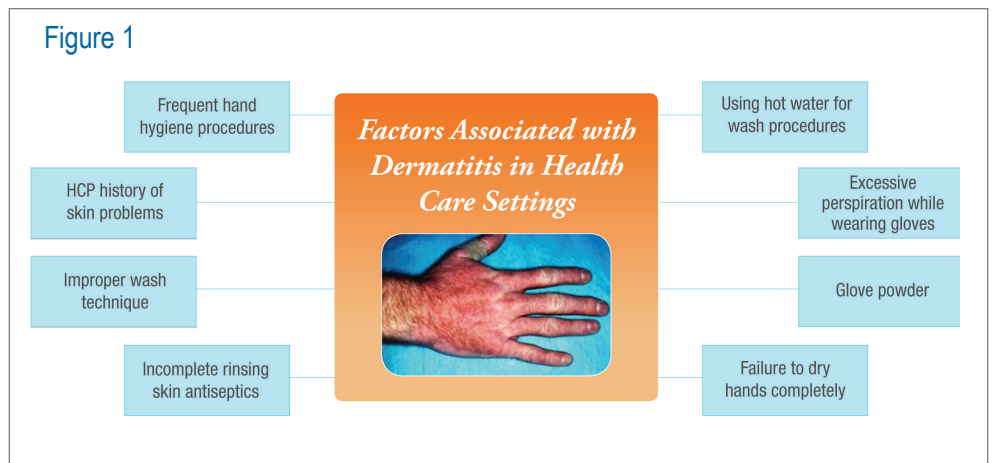 Figure 1
Frequent hand
hygiene procedures
HCP history of
skin problems
Improper wash
technique
Incomplete rinsing
skin antiseptics
Factors Associated with
Dermatitis in Health
Care Settings
Using hot water for
wash procedures
Excessive
perspiration while
wearing gloves
Glove powder
Failure to dry
hands completely